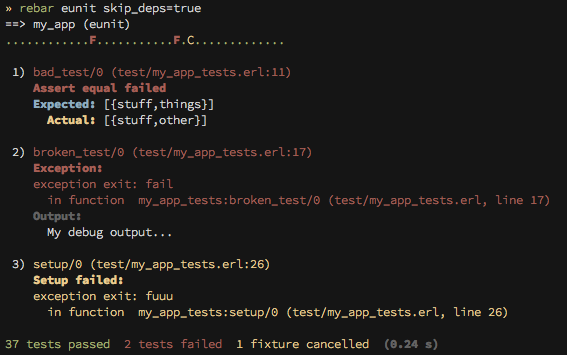 » rebar eunit skip_deps=true
==> my_app (eunit)
............F...........F.C.............
1) bad_test/0 (test/my_app_tests.erl:11)
Assert equal failed
Expected: [{stuff,things}]
Actual: [{stuff,other}]
2) broken_test/0 (test/my_app_tests.erl:17)
Exception:
exception exit: fail
in function  my_app_tests:broken_test/0 (test/my_app_tests.erl, line 17)
Output:
My debug output...
3) setup/0 (test/my_app_tests.erl:26)
Setup failed:
exception exit: fuuu
in function  my_app_tests:setup/0 (test/my_app_tests.erl, line 26)
37 tests passed  2 tests failed  1 fixture cancelled  (0.24 s)